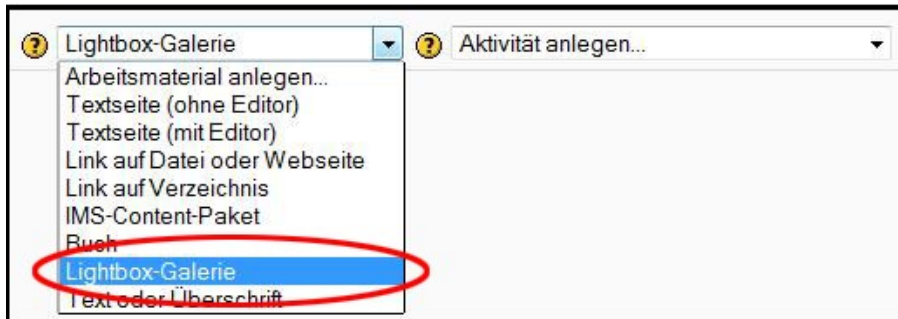 Lightbox-Galerie Aktivität anlegen...
Arbeitsmaterial anlegen...
Textseite (ohne Editor)
Textseite (mit Editor)
Link auf Datei oder Webseite
Link auf Verzeichnis
IMS-Content-Paket
Buch
Lightbox-Galerie
Text oder Überschrift